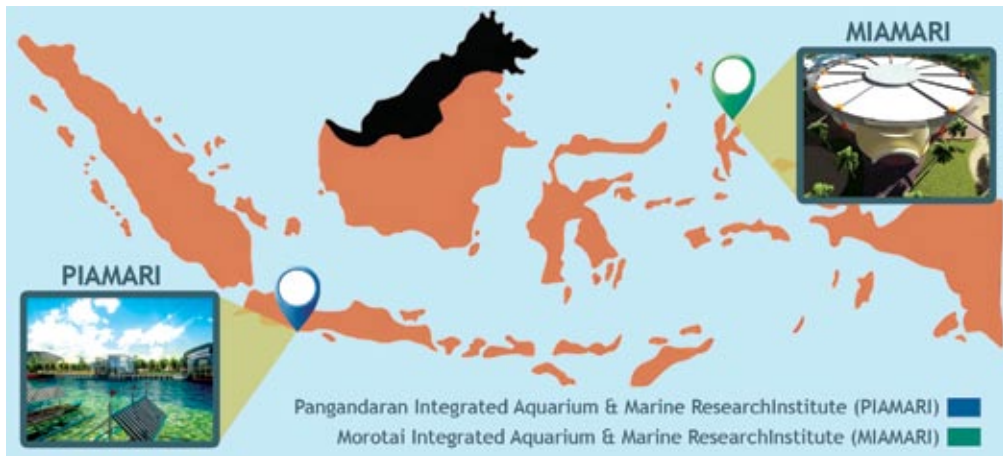 MIAMARI
PIAMARI
Pangandaran Integrated Aquarium & Marine ResearchInstitute (PIAMARI)
Morotai Integrated Aquarium & Marine ResearchInstitute (MIAMARI)